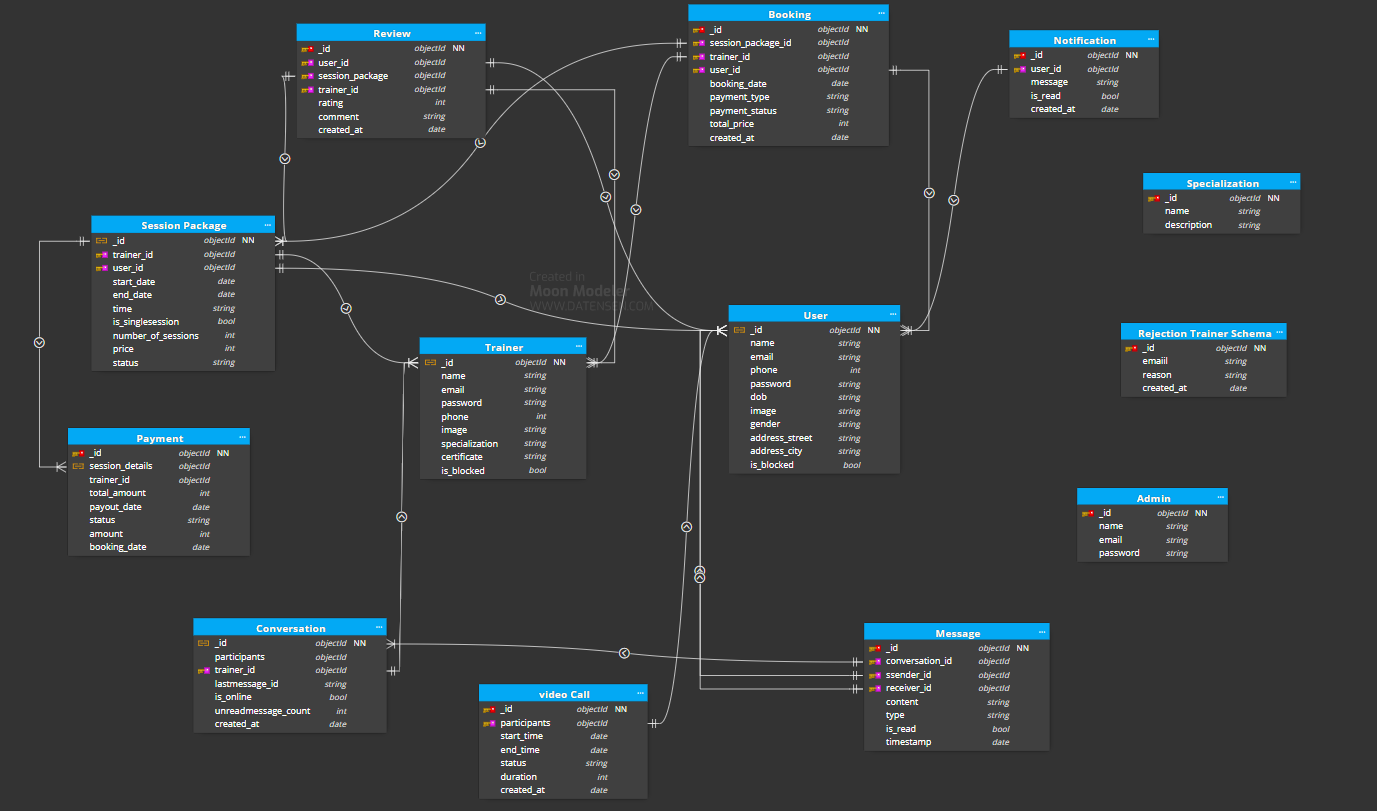 Review ...
_id objectId NN
user_id objectId
session_package objectId
trainer_id objectId
rating int
comment string
created_at date
Booking ...
_id objectId NN
session_package_id objectId
trainer_id objectId
user_id objectId
booking_date date
payment_type string
payment_status string
total_price int
created_at date
Notification ...
_id objectId NN
user_id objectId
message string
is_read bool
created_at date
Specialization ...
_id objectId NN
name string
description string
Session Package ...
_id objectId NN
trainer_id objectId
user_id objectId
start_date date
end_date date
time string
is_singlesession bool
number_of_sessions int
price int
status string
Created in
Moon Modeler
WWW.DATENSEN.COM
User ...
_id objectId NN
name string
email string
phone int
password string
dob string
image string
gender string
address_street string
address_city string
is_blocked bool
Rejection Trainer Schema ...
_id objectId NN
emaiil string
reason string
created_at date
Trainer ...
_id objectId NN
name string
email string
password string
phone int
image string
specialization string
certificate string
is_blocked bool
Payment ...
_id objectId NN
session_details objectId
trainer_id objectId
total_amount int
payout_date date
status string
amount int
booking_date date
Admin ...
_id objectId NN
name string
email string
password string
Conversation ...
_id objectId NN
participants objectId
trainer_id objectId
lastmessage_id string
is_online bool
unreadmessage_count int
created_at date
Message ...
_id objectId NN
conversation_id objectId
ssender_id objectId
receiver_id objectId
content string
type string
is_read bool
timestamp date
video Call ...
_id objectId NN
participants objectId
start_time date
end_time date
status string
duration int
created_at date